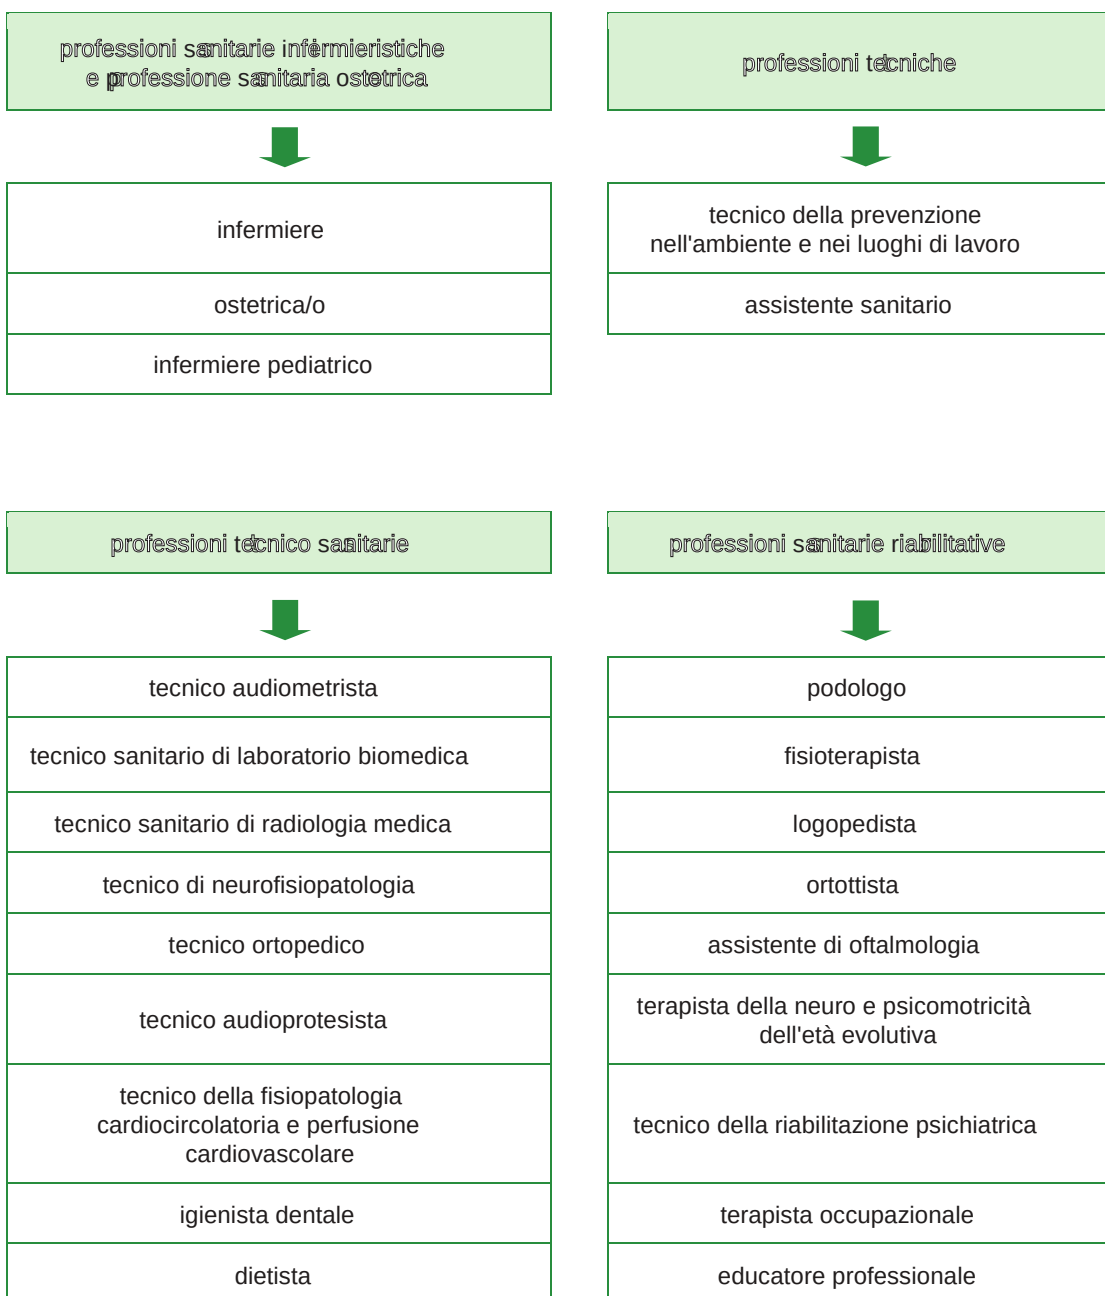 professioni sanitarie infermieristiche
e professione sanitaria ostetrica
infermiere
ostetrica/o
infermiere pediatrico
professioni tecniche
tecnico della prevenzione
nell'ambiente e nei luoghi di lavoro
assistente sanitario
professioni tecnico sanitarie
tecnico audiometrista
tecnico sanitario di laboratorio biomedica
tecnico sanitario di radiologia medica
tecnico di neurofisiopatologia
tecnico ortopedico
tecnico audioprotesista
tecnico della fisiopatologia
cardiocircolatoria e perfusione
cardiovascolare
igienista dentale
dietista
professioni sanitarie riabilitative
podologo
fisioterapista
logopedista
ortottista
assistente di oftalmologia
terapista della neuro e psicomotricità
dell'età evolutiva
tecnico della riabilitazione psichiatrica
terapista occupazionale
educatore professionale